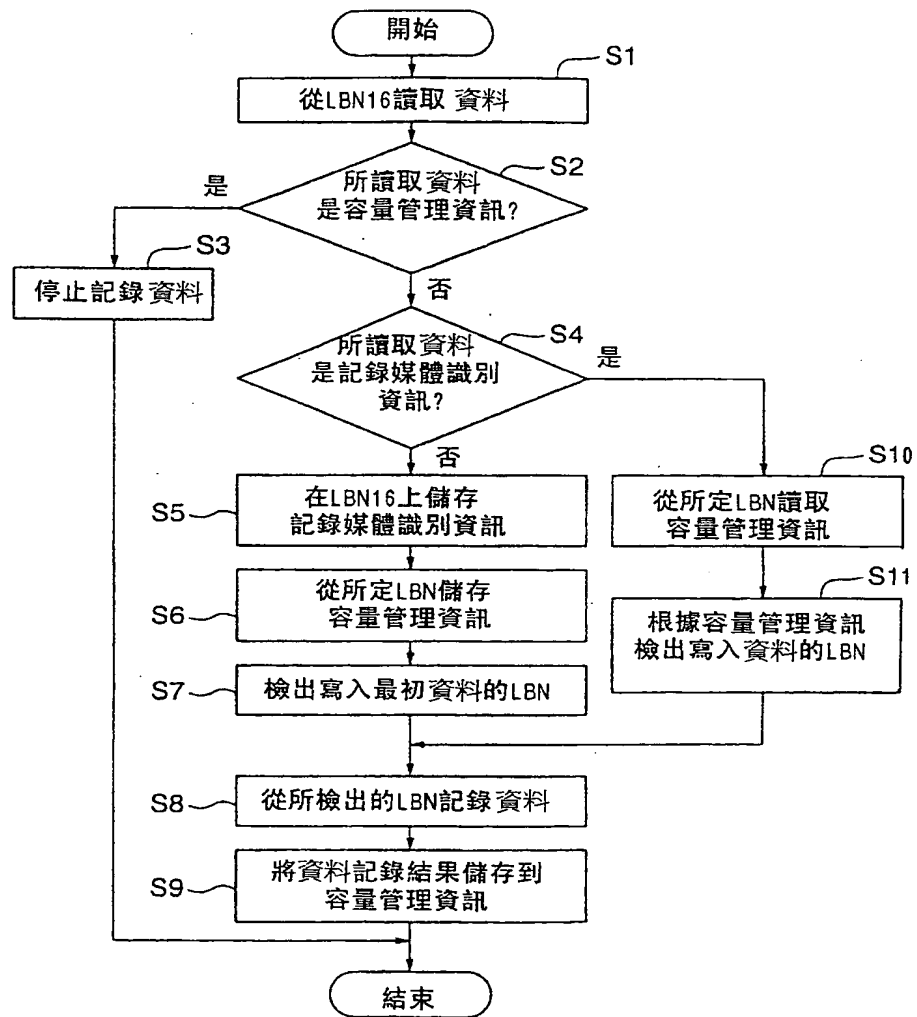 開始
S1
從LBN16讀取資料
S2
所讀取資料
是容量管理資訊?
是
否
S3
停止記錄資料
S4
所讀取資料
是記錄媒體識別
資訊?
是
否
S5
在LBN16上儲存
記錄媒體識別資訊
S10
從所定LBN讀取
容量管理資訊
S6
從所定LBN儲存
容量管理資訊
S11
根據容量管理資訊
檢出寫入資料的LBN
S7
檢出寫入最初資料的LBN
S8
從所檢出的LBN記錄資料
S9
將資料記錄結果儲存到
容量管理資訊
結束